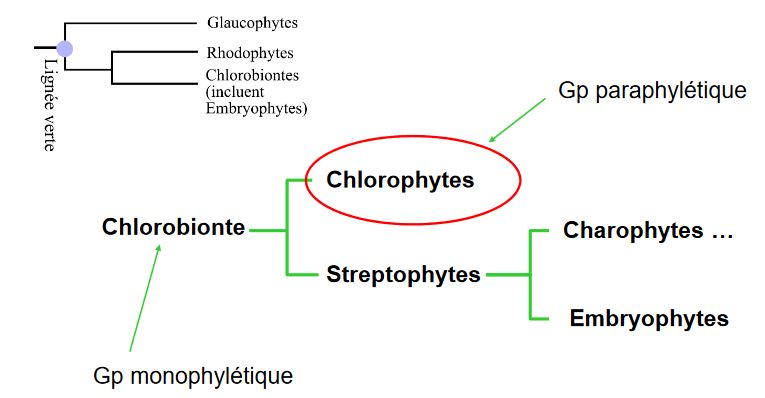 Glaucophytes
Rhodophytes
Chlorobiontes
(incluent
Embryophytes)
Lignée verte
Gp paraphylétique
Chlorophytes
Chlorobionte
Charophytes …
Streptophytes
Embryophytes
Gp monophylétique